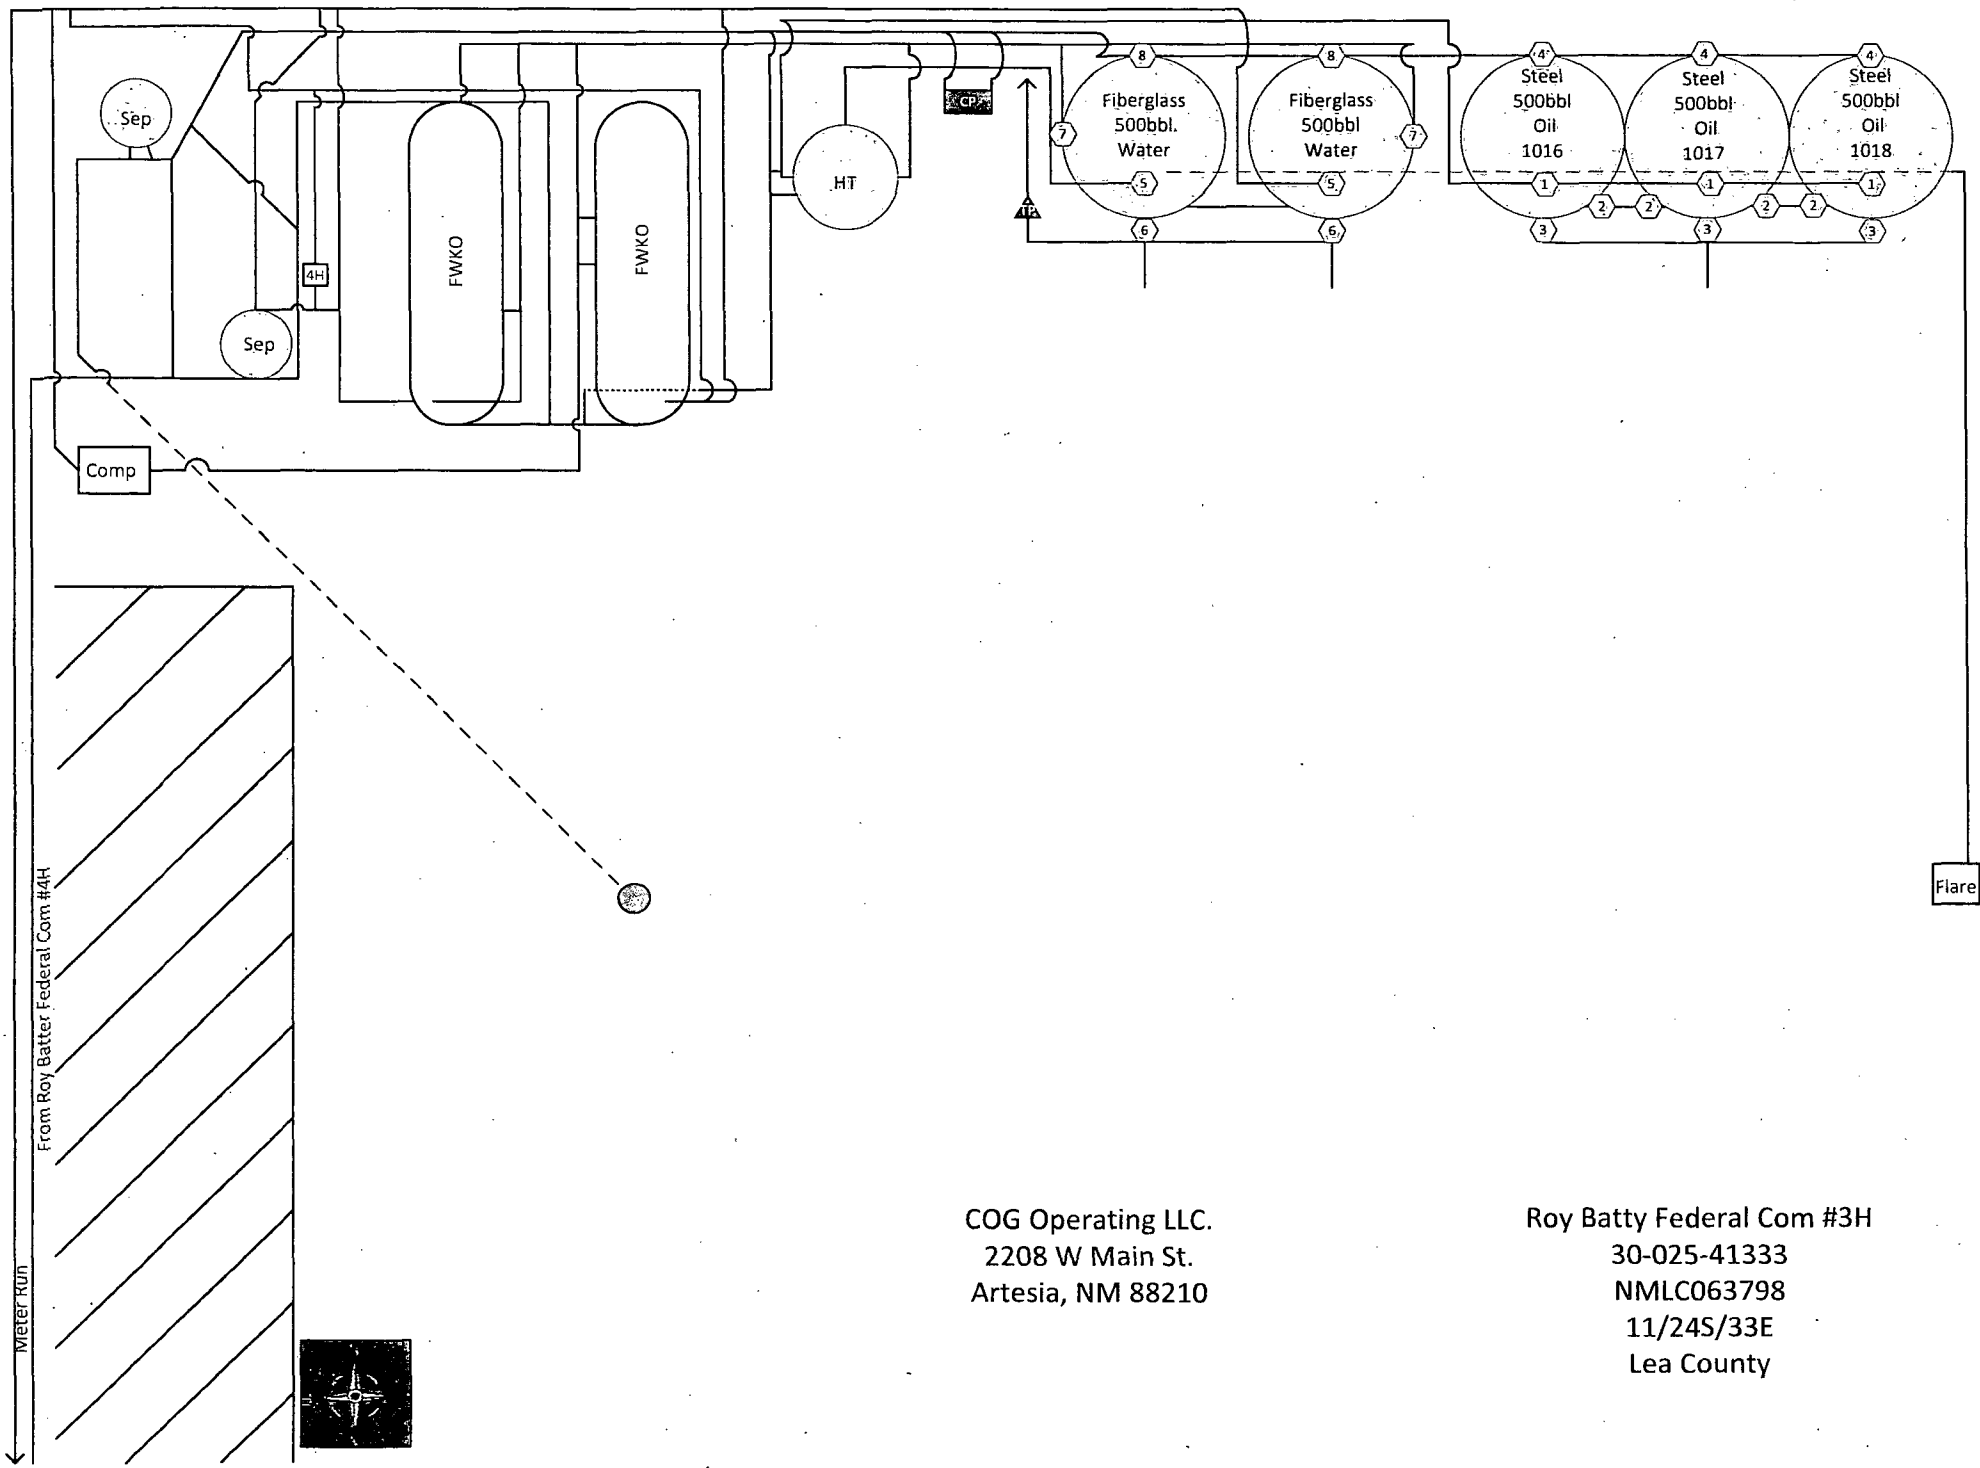 Sep
Sep
4H
FWKO
FWKO
Comp
HT
CP
TP
8
Fiberglass
500bbl.
Water
7
5
6
8
Fiberglass
500bbl
Water
7
5
6
4
Steel
500bbl
Oil
1016
1
2
3
4
Steel
500bbl
Oil
1017
1
2
2
3
4
Steel
500bbl
Oil
1018
1
2
3
Flare
From Roy Batter Federal Com #4H
Meter Run
COG Operating LLC.
2208 W Main St.
Artesia, NM 88210
Roy Batty Federal Com #3H
30-025-41333
NMLC063798
11/24S/33E
Lea County